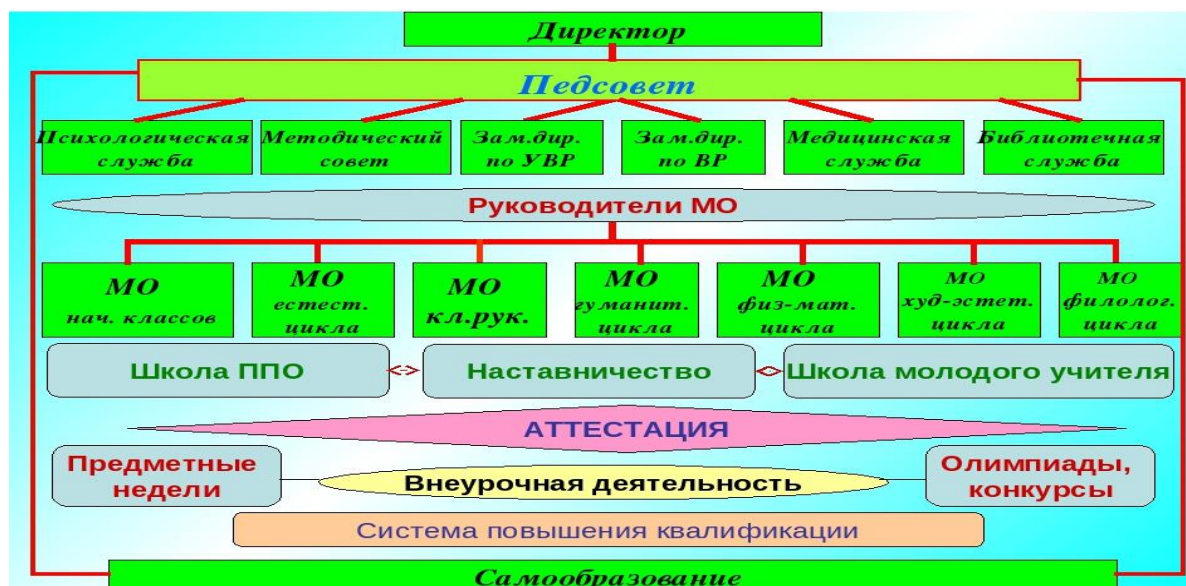 Директор
Педсовет
Психологическая
служба
Методический
совет
Зам.дир.
по УВР
Зам.дир.
по ВР
Медицинская
служба
Библиотечная
служба
Руководители МО
МО
нач. классов
МО
естест.
цикла
МО
кл.рук.
МО
гуманит.
цикла
МО
физ-мат.
цикла
МО
худ-эстет.
цикла
МО
филолог.
цикла
Школа ППО
Наставничество
Школа молодого учителя
АТТЕСТАЦИЯ
Предметные
недели
Внеурочная деятельность
Олимпиады,
конкурсы
Система повышения квалификации
Самообразование